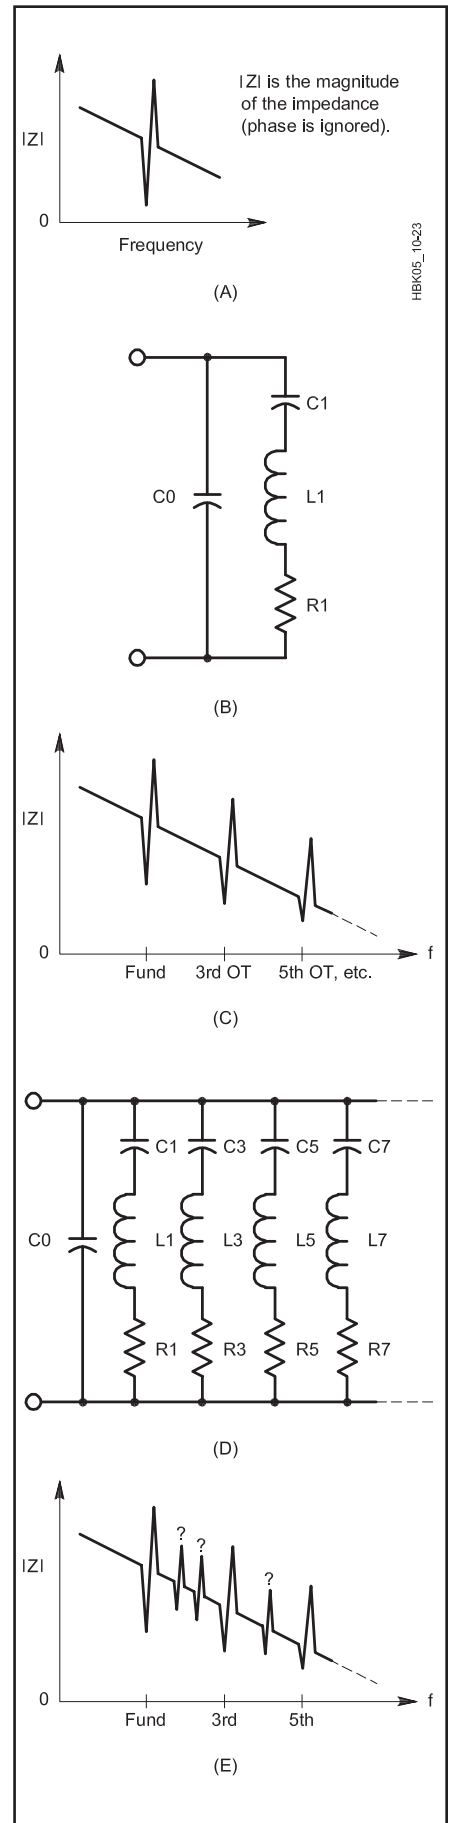 |Z| is the magnitude
of the impedance
(phase is ignored).
|Z|
0
Frequency
HBK05_10-23
(A)
C1
C0
L1
R1
(B)
|Z|
0
f
Fund 3rd OT 5th OT, etc.
(C)
C1 C3 C5 C7
C0 L1 L3 L5 L7
R1 R3 R5 R7
(D)
? ? ?
|Z|
0
f
Fund 3rd 5th
(E)